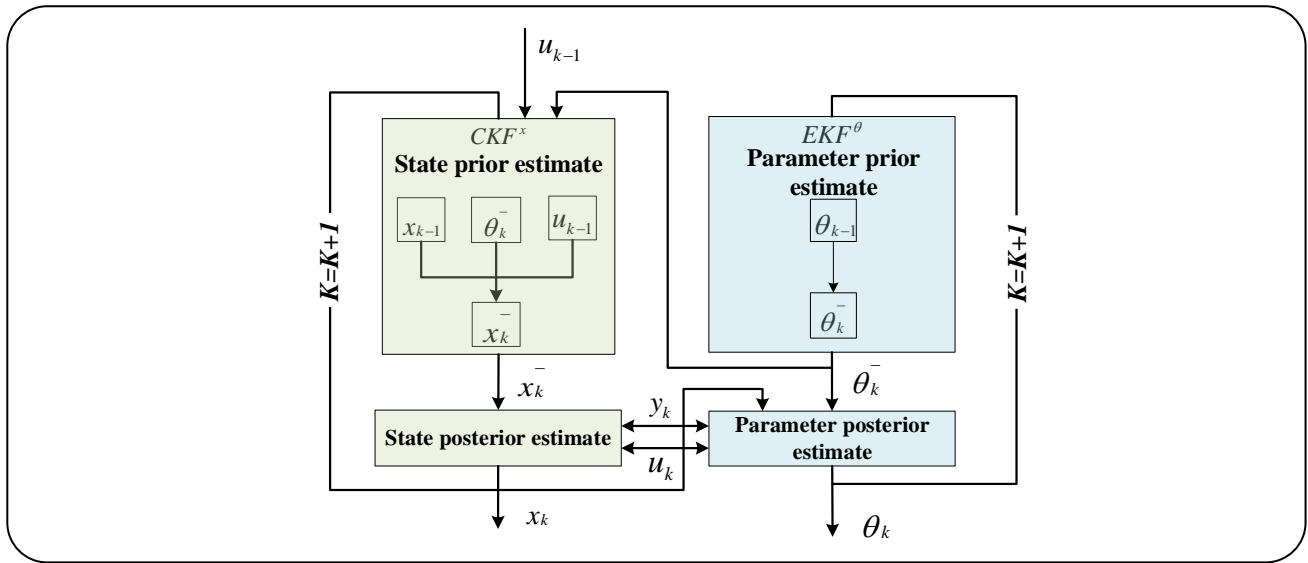 u_{k-1}
CKF^x
State prior estimate
x_{k-1}
θ_k^-
u_{k-1}
x_k^-
K=K+1
EKF^θ
Parameter prior
estimate
θ_{k-1}
θ_k^-
K=K+1
x_k^-
θ_k^-
State posterior estimate
y_k
u_k
Parameter posterior
estimate
x_k
θ_k